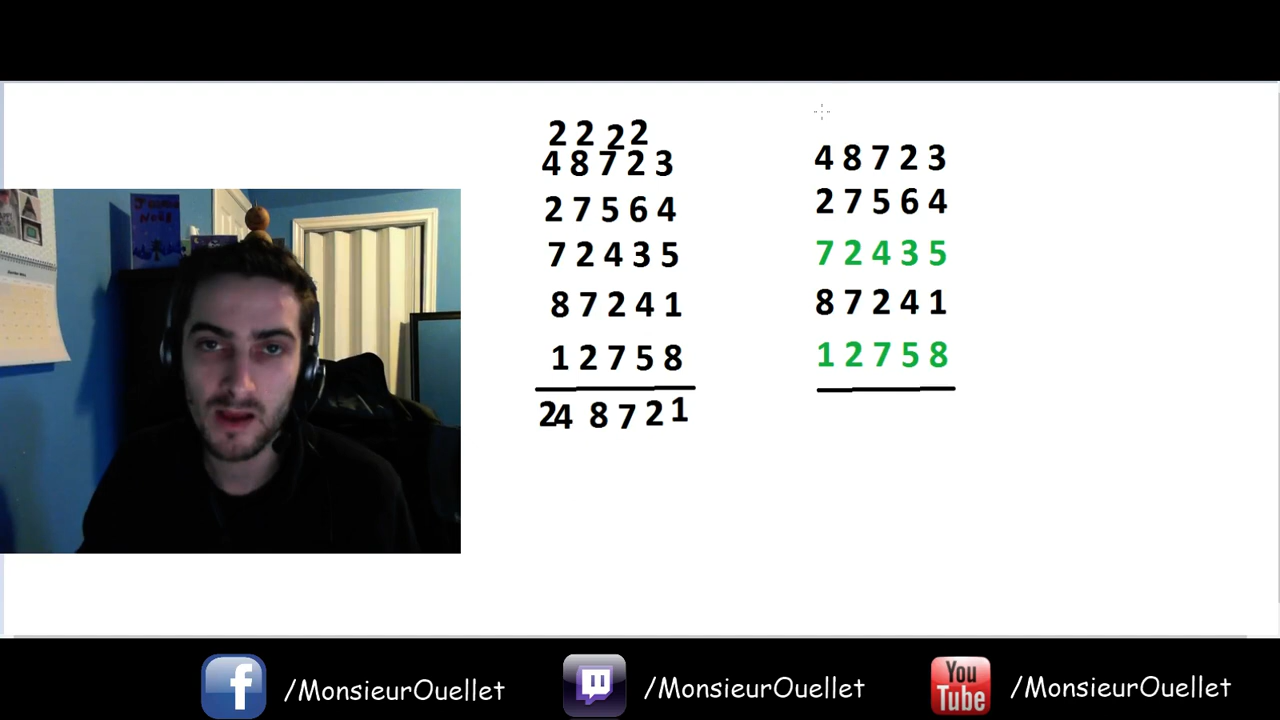 2 2 2 2
4 8 7 2 3
2 7 5 6 4
7 2 4 3 5
8 7 2 4 1
1 2 7 5 8
24 8 7 2 1
4 8 7 2 3
2 7 5 6 4
7 2 4 3 5
8 7 2 4 1
1 2 7 5 8
f /MonsieurOuellet
/MonsieurOuellet
You Tube /MonsieurOuellet